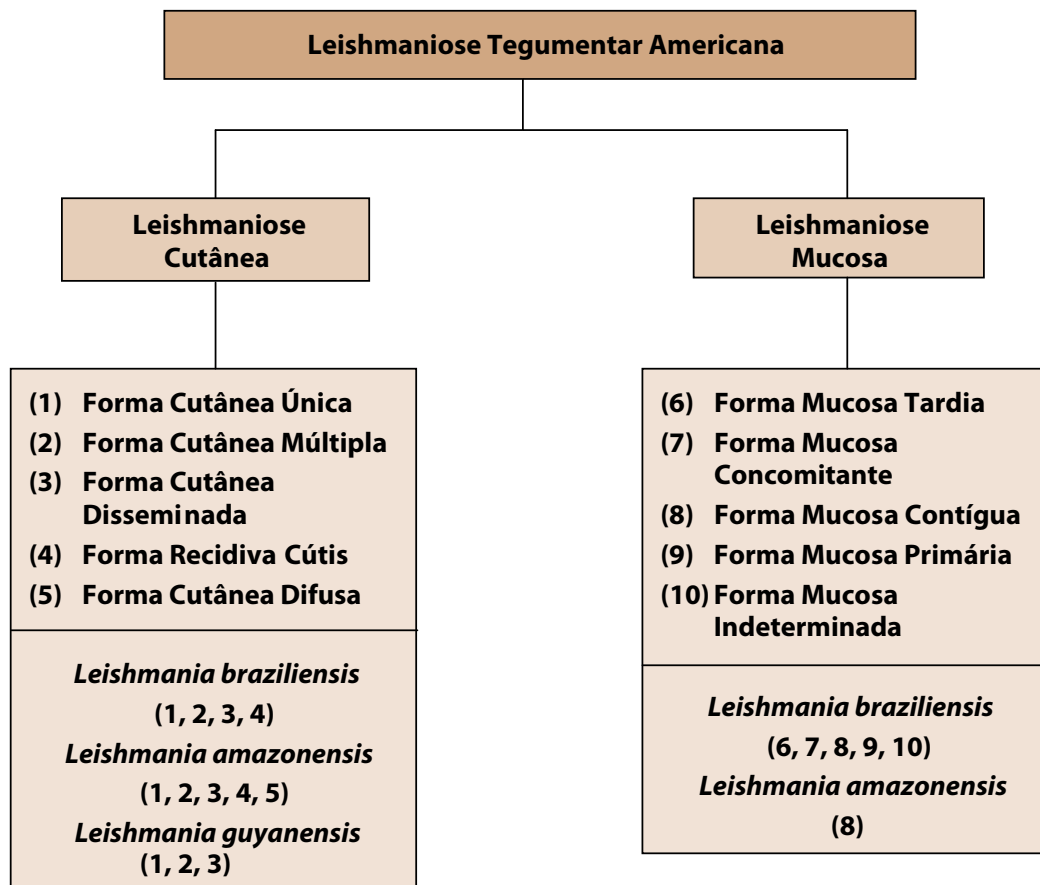 Leishmaniose Tegumentar Americana
Leishmaniose
Cutânea
(1) Forma Cutânea Única
(2) Forma Cutânea Múltipla
(3) Forma Cutânea
Disseminada
(4) Forma Recidiva Cútis
(5) Forma Cutânea Difusa
Leishmania braziliensis
(1, 2, 3, 4)
Leishmania amazonensis
(1, 2, 3, 4, 5)
Leishmania guyanensis
(1, 2, 3)
Leishmaniose
Mucosa
(6) Forma Mucosa Tardia
(7) Forma Mucosa
Concomitante
(8) Forma Mucosa Contígua
(9) Forma Mucosa Primária
(10) Forma Mucosa
Indeterminada
Leishmania braziliensis
(6, 7, 8, 9, 10)
Leishmania amazonensis
(8)